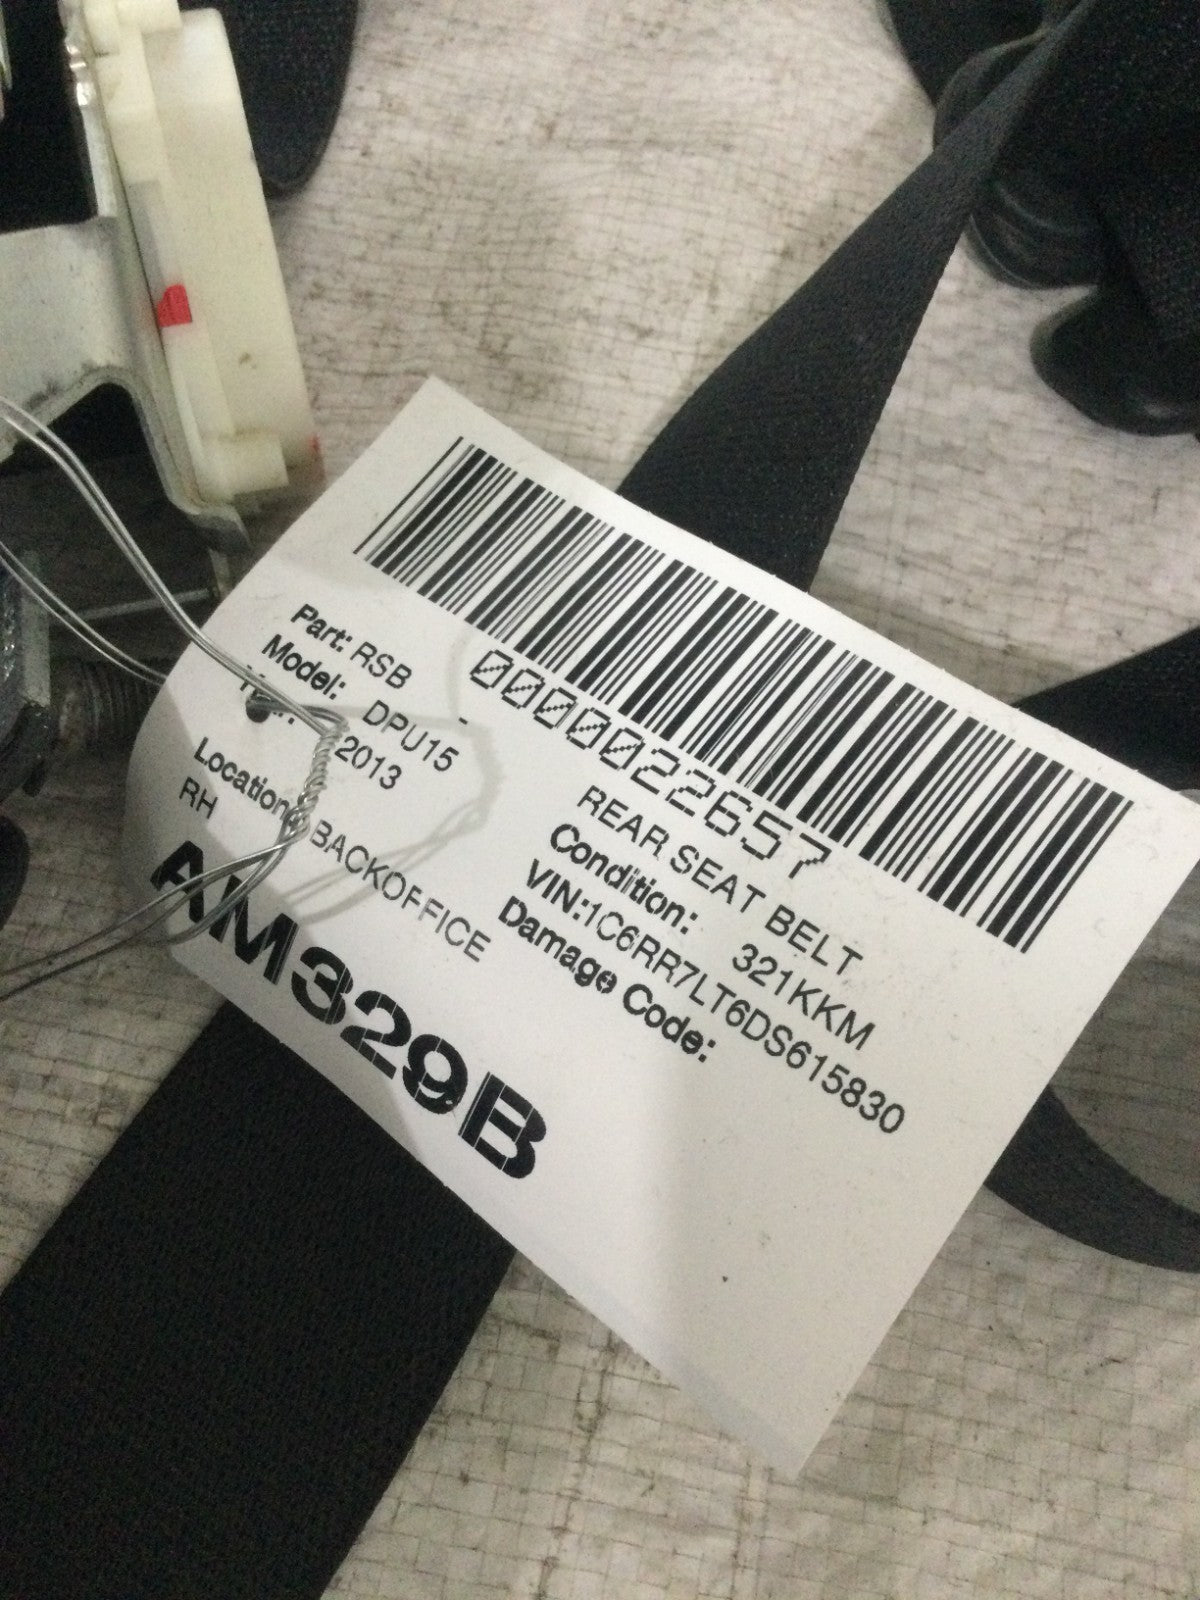 0000022657
Part: RSB - REAR SEAT BELT
Model: DPU15 Condition: 321KKM
2013 VIN:1C6RR7LT6DS615830
Location: BACKOFFICE Damage Code:
RH
AM329B